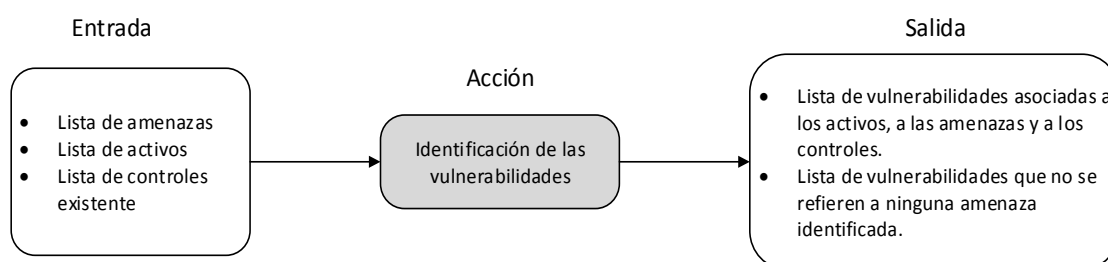 Entrada
Lista de amenazas
Lista de activos
Lista de controles
existente
Acción
Identificación de las
vulnerabilidades
Salida
Lista de vulnerabilidades asociadas a
los activos, a las amenazas y a los
controles.
Lista de vulnerabilidades que no se
refieren a ninguna amenaza
identificada.